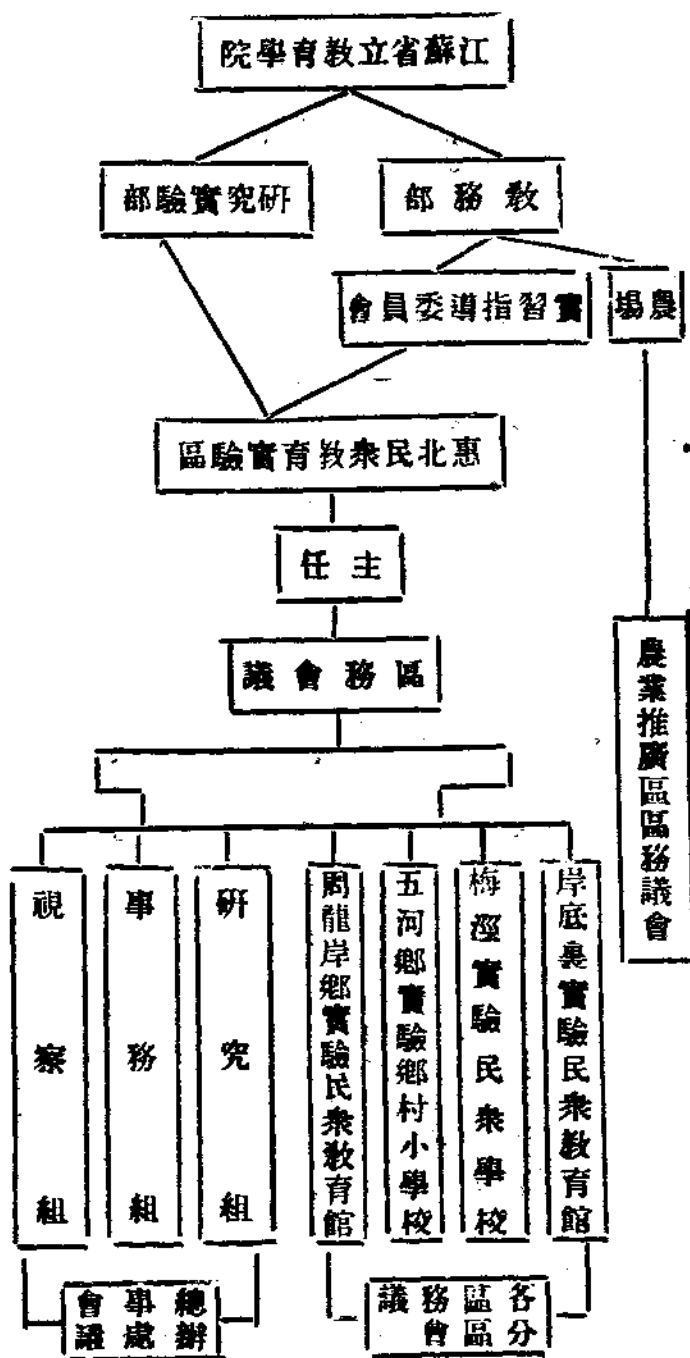 江蘇省立教育學院
教務部
研究實驗部
農場
實習指導委員會
惠北民衆教育實驗區
主任
區務會議
農業推廣區區務議會
岸底裏實驗民衆教育館
梅涇實驗民衆學校
五河鄉實驗鄉村小學校
周龍岸鄉實驗民衆教育館
研究組
事務組
視察組
各分區區務會議
總辦事處會議